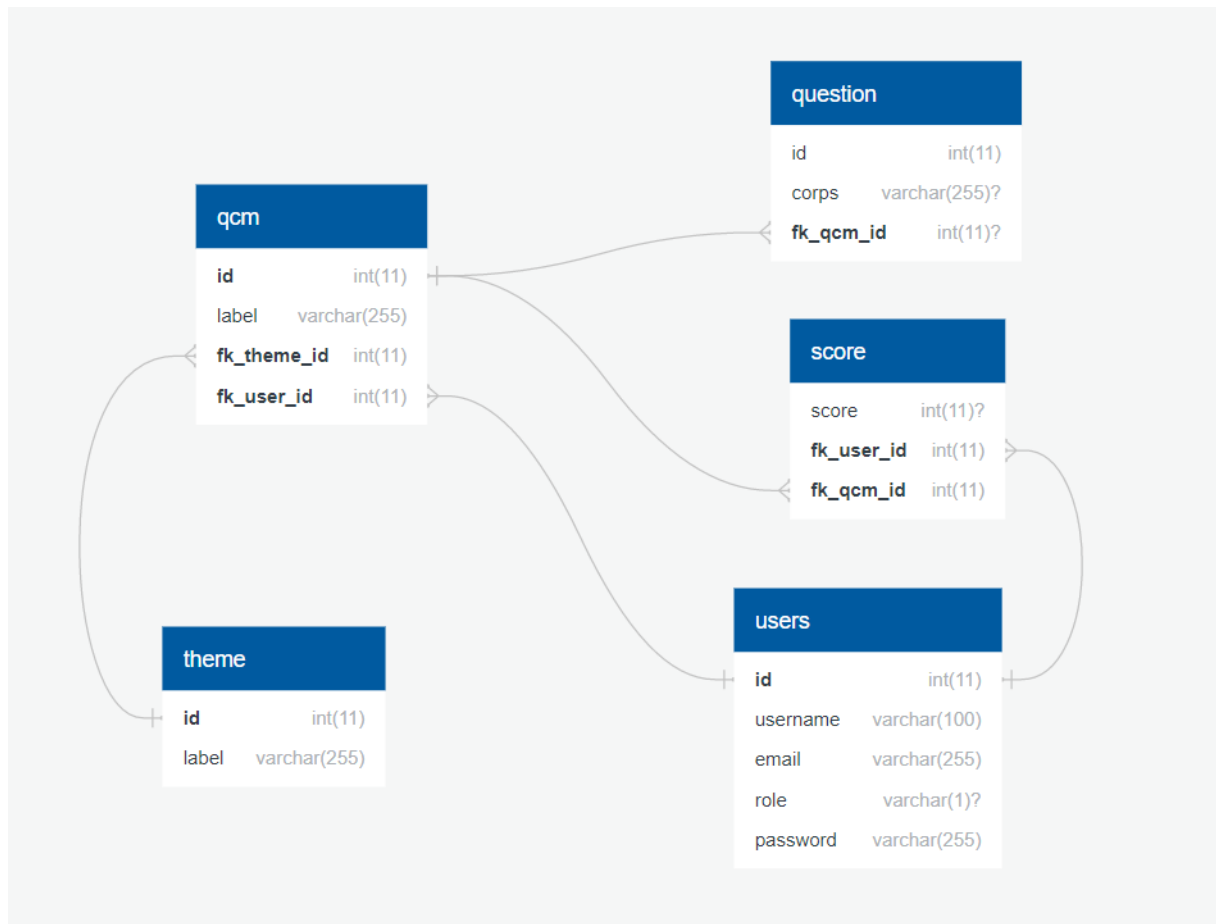 question
id int(11)
corps varchar(255)?
fk_qcm_id int(11)?
qcm
id int(11)
label varchar(255)
fk_theme_id int(11)
fk_user_id int(11)
score
score int(11)?
fk_user_id int(11)
fk_qcm_id int(11)
users
id int(11)
username varchar(100)
email varchar(255)
role varchar(1)?
password varchar(255)
theme
id int(11)
label varchar(255)